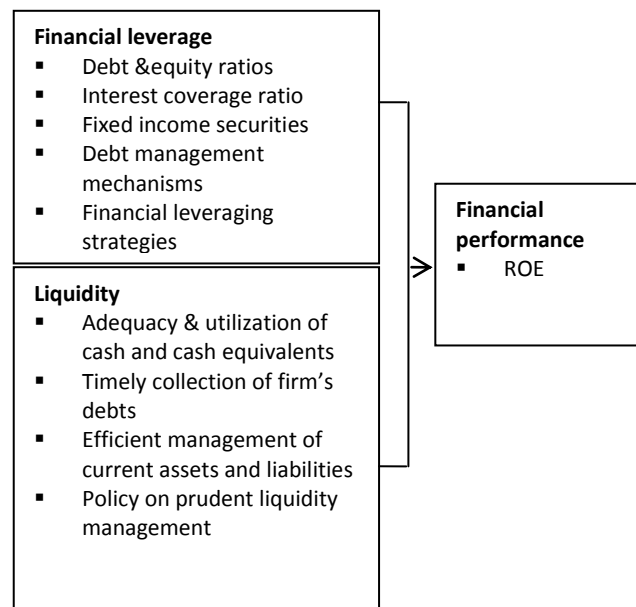 Financial leverage
▪ Debt &equity ratios
▪ Interest coverage ratio
▪ Fixed income securities
▪ Debt management
mechanisms
▪ Financial leveraging
strategies
Liquidity
▪ Adequacy & utilization of
cash and cash equivalents
▪ Timely collection of firm’s
debts
▪ Efficient management of
current assets and liabilities
▪ Policy on prudent liquidity
management
Financial
performance
▪ ROE